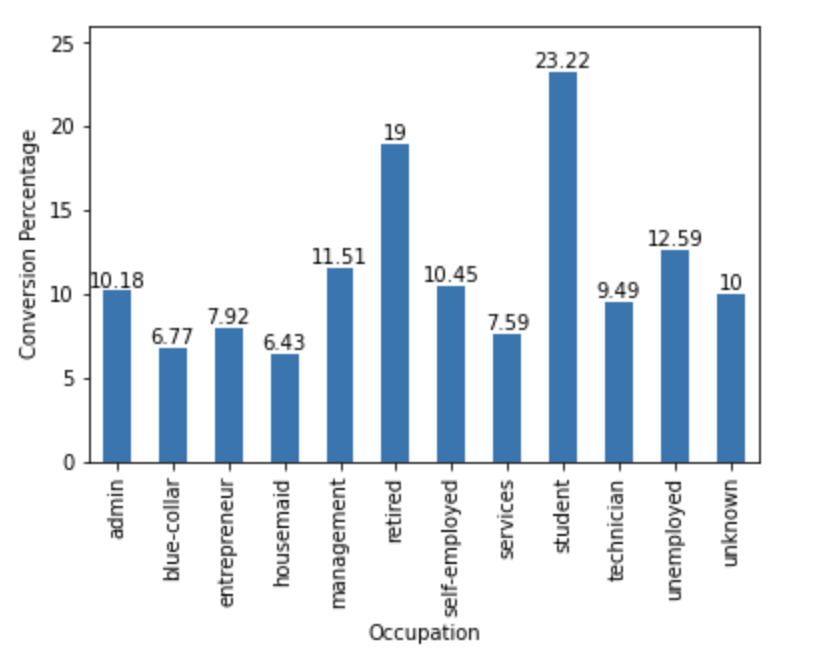 Conversion Percentage
25
20
15
10
5
0
10.18
6.77
7.92
6.43
11.51
19
10.45
7.59
23.22
9.49
12.59
10
admin
blue-collar
entrepreneur
housemaid
management
retired
self-employed
services
student
technician
unemployed
unknown
Occupation